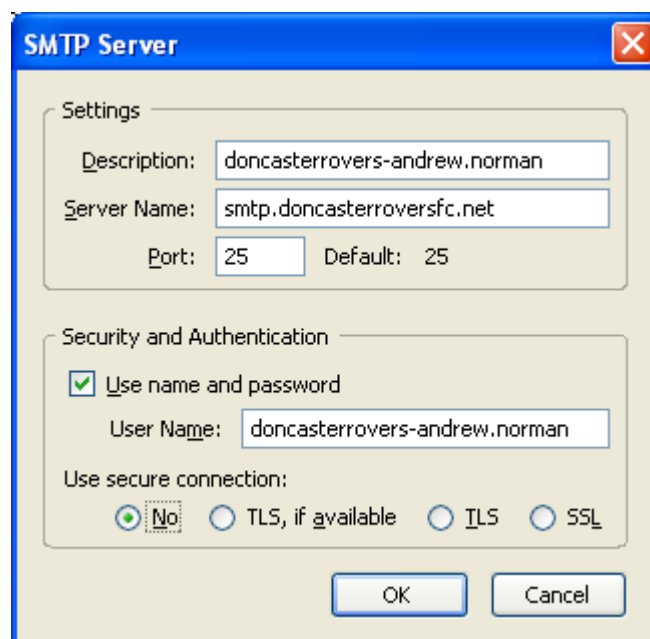 SMTP Server
Settings
Description: doncasterrovers-andrew.norman
Server Name: smtp.doncasterroversfc.net
Port: 25 Default: 25
Security and Authentication
Use name and password
User Name: doncasterrovers-andrew.norman
Use secure connection:
No TLS, if available TLS SSL
OK Cancel